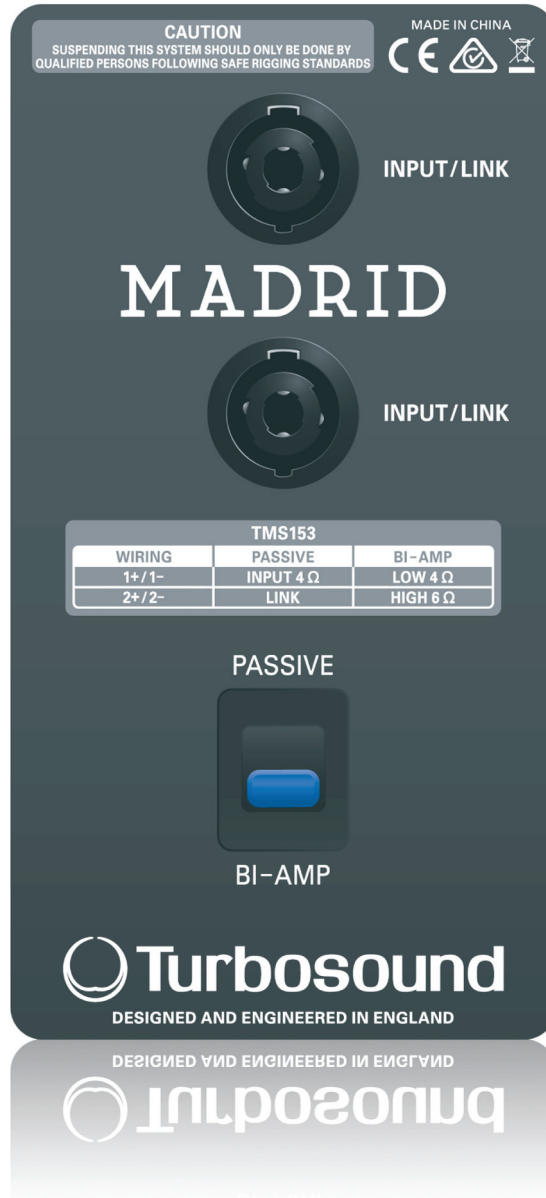 CAUTION
SUSPENDING THIS SYSTEM SHOULD ONLY BE DONE BY
QUALIFIED PERSONS FOLLOWING SAFE RIGGING STANDARDS
MADE IN CHINA
CE
INPUT/LINK
MADRID
INPUT/LINK
TMS153
WIRING PASSIVE BI-AMP
1+/1- INPUT 4 Ω LOW 4 Ω
2+/2- LINK HIGH 6 Ω
PASSIVE
BI-AMP
Turbosound
DESIGNED AND ENGINEERED IN ENGLAND